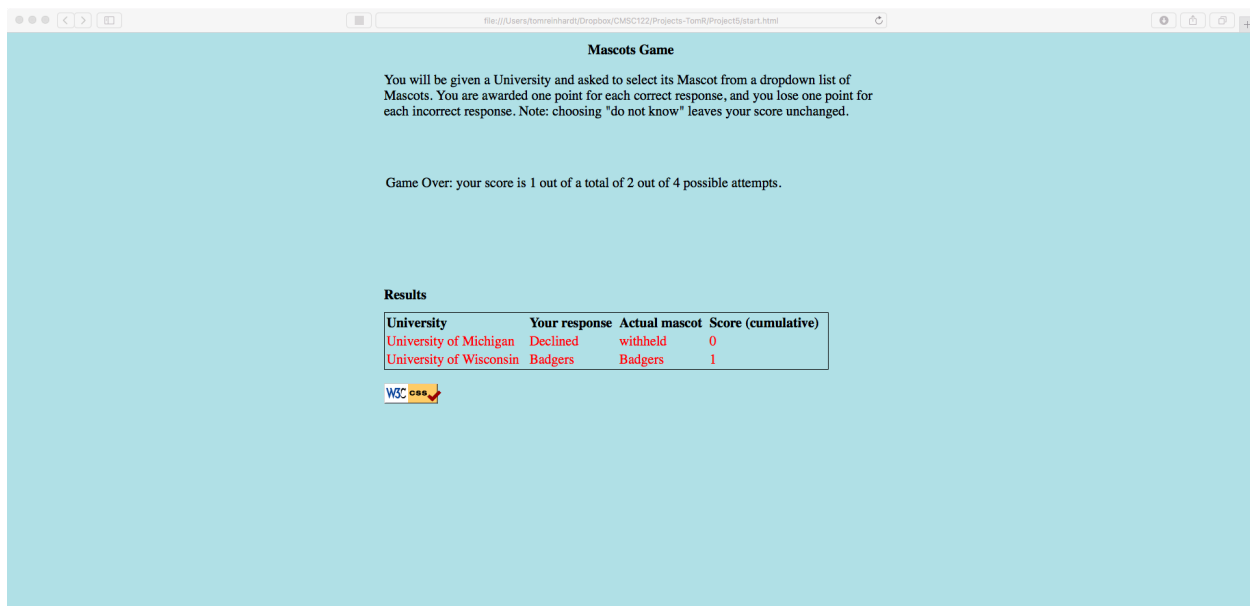 file:///Users/tomreinhardt/Dropbox/CMSC122/Projects-TomR/Project5/start.html
Mascots Game
You will be given a University and asked to select its Mascot from a dropdown list of
Mascots. You are awarded one point for each correct response, and you lose one point for
each incorrect response. Note: choosing "do not know" leaves your score unchanged.
Game Over: your score is 1 out of a total of 2 out of 4 possible attempts.
Results
University Your response Actual mascot Score (cumulative)
University of Michigan Declined withheld 0
University of Wisconsin Badgers Badgers 1
W3C css